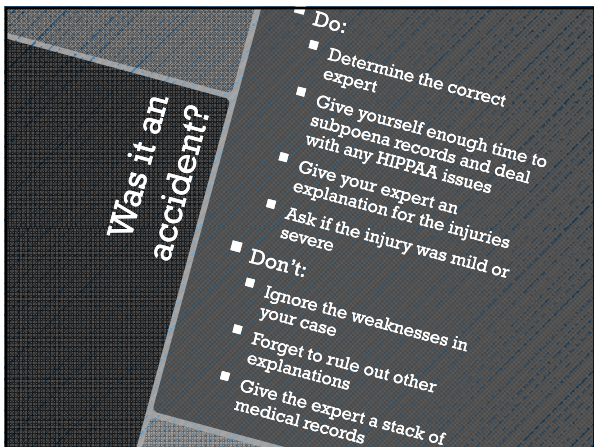 Was it an
accident?
Do:
Determine the correct
expert
Give yourself enough time to
subpoena records and deal
with any HIPPAA issues
Give your expert an
explanation for the injuries
Ask if the injury was mild or
severe
Don't:
Ignore the weaknesses in
your case
Forget to rule out other
explanations
Give the expert a stack of
medical records